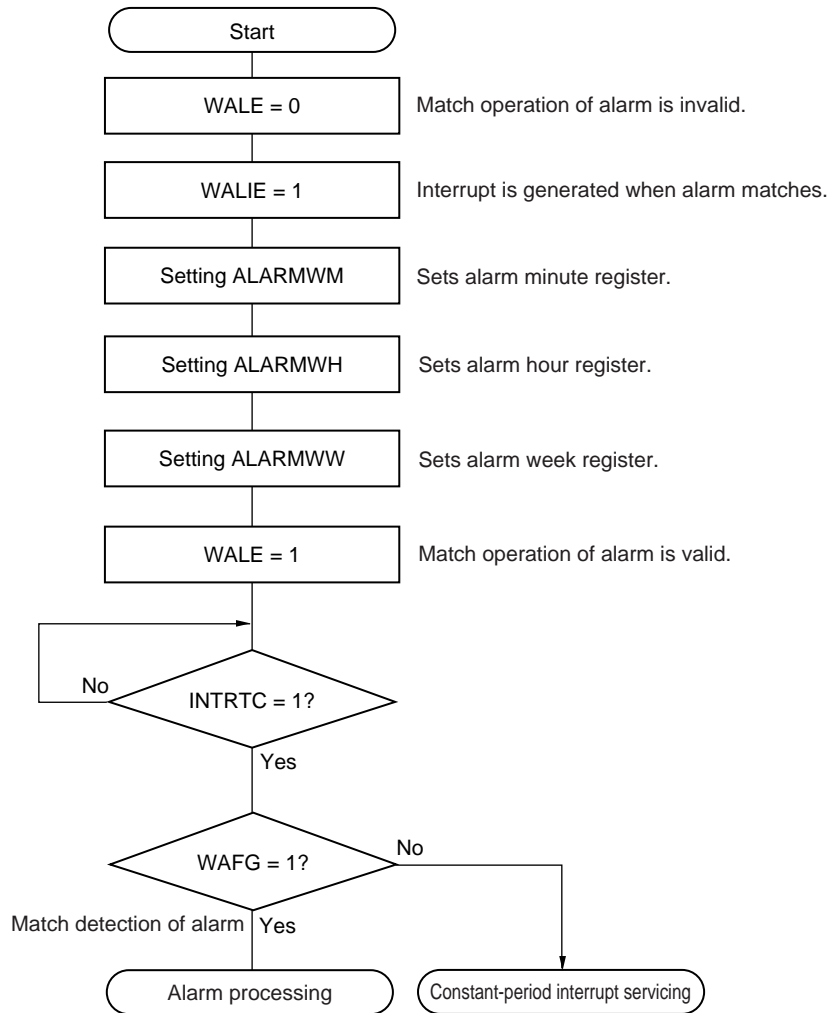 Start
WALE = 0
Match operation of alarm is invalid.
WALIE = 1
Interrupt is generated when alarm matches.
Setting ALARMWM
Sets alarm minute register.
Setting ALARMWH
Sets alarm hour register.
Setting ALARMWW
Sets alarm week register.
WALE = 1
Match operation of alarm is valid.
No
INTRTC = 1?
Yes
No
WAFG = 1?
Match detection of alarm
Yes
Alarm processing
Constant-period interrupt servicing